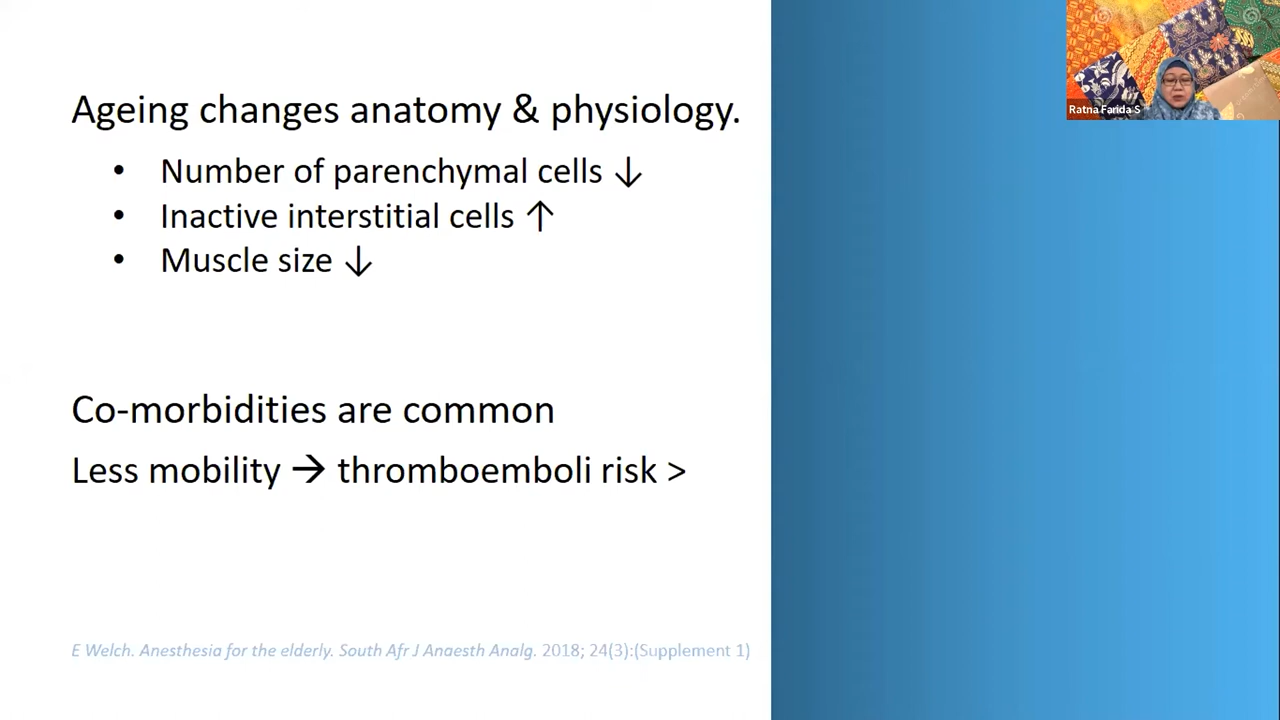 Ageing changes anatomy & physiology.
• Number of parenchymal cells ↓
• Inactive interstitial cells ↑
• Muscle size ↓
Co-morbidities are common
Less mobility → thromboemboli risk >
E Welch. Anesthesia for the elderly. South Afr J Anaesth Analg. 2018; 24(3):(Supplement 1)
Ratna Farida S